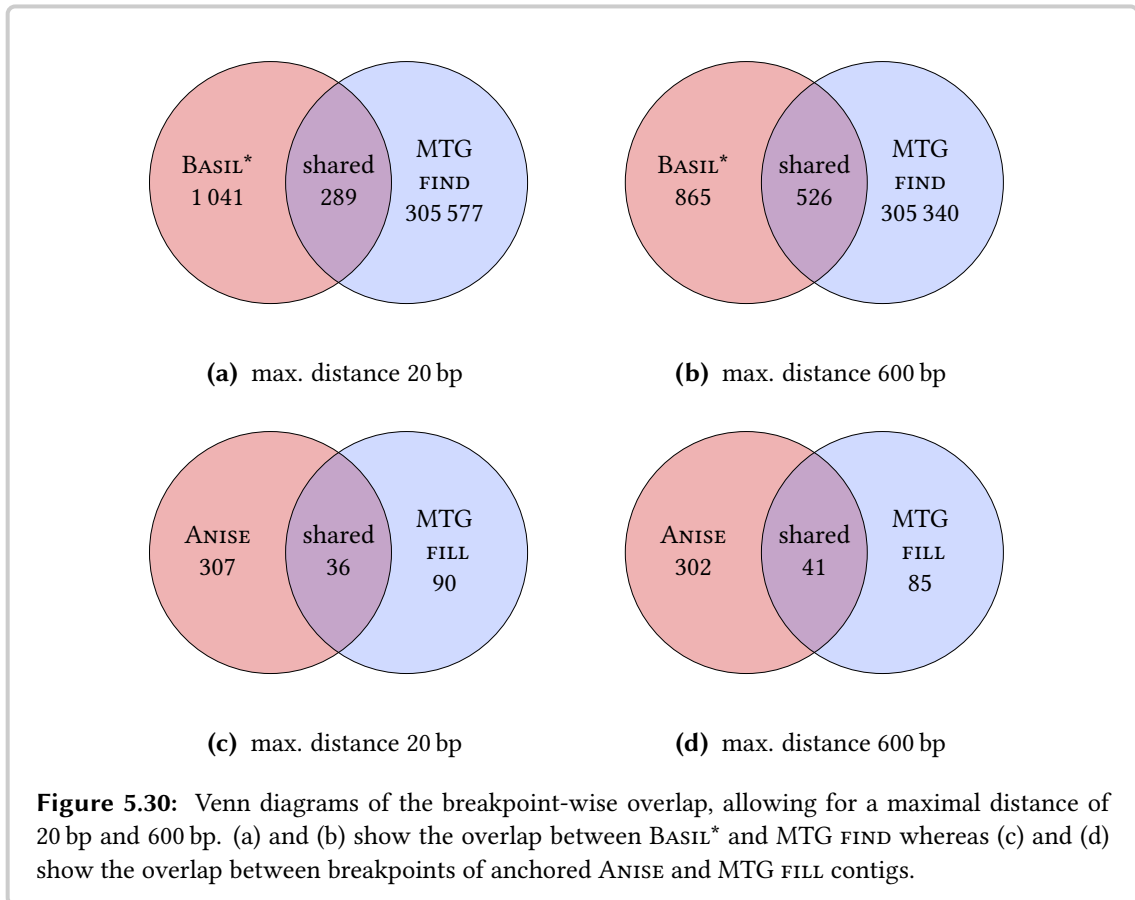 BASIL*
1 041
shared
289
MTG
FIND
305 577
BASIL*
865
shared
526
MTG
FIND
305 340
(a) max. distance 20 bp
(b) max. distance 600 bp
ANISE
307
shared
36
MTG
FILL
90
ANISE
302
shared
41
MTG
FILL
85
(c) max. distance 20 bp
(d) max. distance 600 bp
Figure 5.30: Venn diagrams of the breakpoint-wise overlap, allowing for a maximal distance of
20 bp and 600 bp. (a) and (b) show the overlap between BASIL* and MTG FIND whereas (c) and (d)
show the overlap between breakpoints of anchored ANISE and MTG FILL contigs.